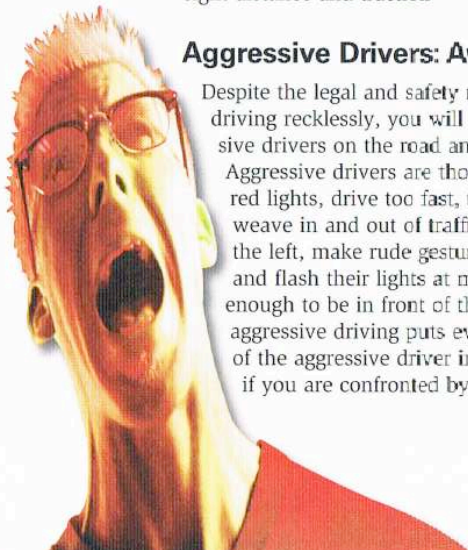 distance and
Aggressive Drivers: Av
Despite the legal and safety r
driving recklessly, you will
sive drivers on the road an
Aggressive drivers are tho
red lights, drive too fast, t
weave in and out of traffi
the left, make rude gestu
and flash their lights at m
enough to be in front of th
aggressive driving puts ev
of the aggressive driver in
if you are confronted by